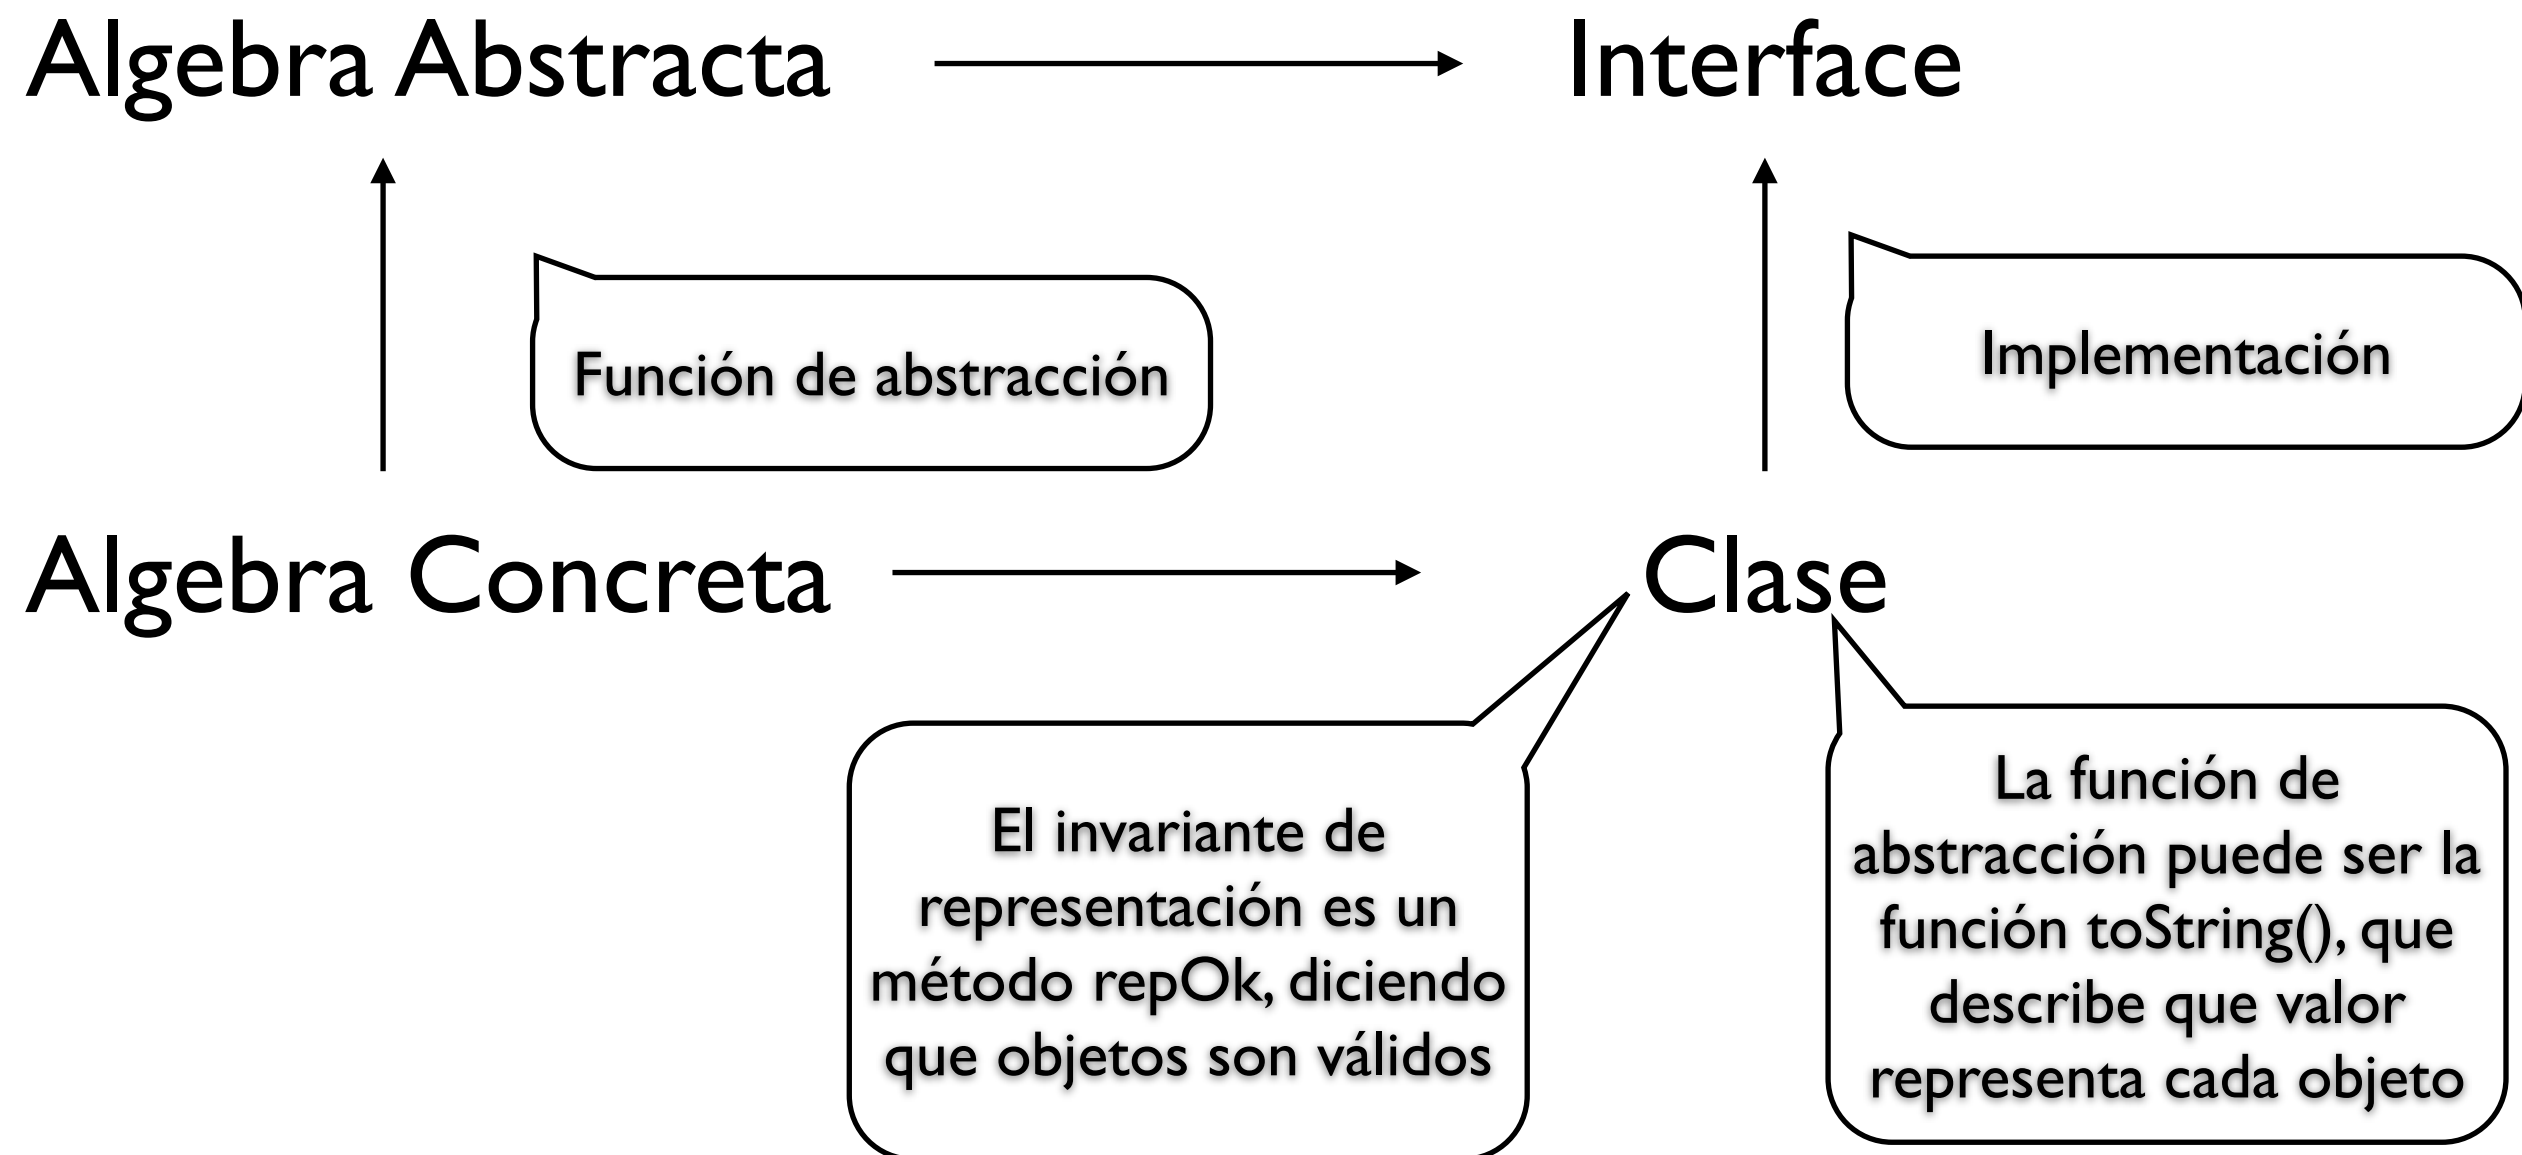 Algebra Abstracta
Interface
Función de abstracción
Implementación
Algebra Concreta
Clase
El invariante de
representación es un
método repOk, diciendo
que objetos son válidos
La función de
abstracción puede ser la
función toString(), que
describe que valor
representa cada objeto